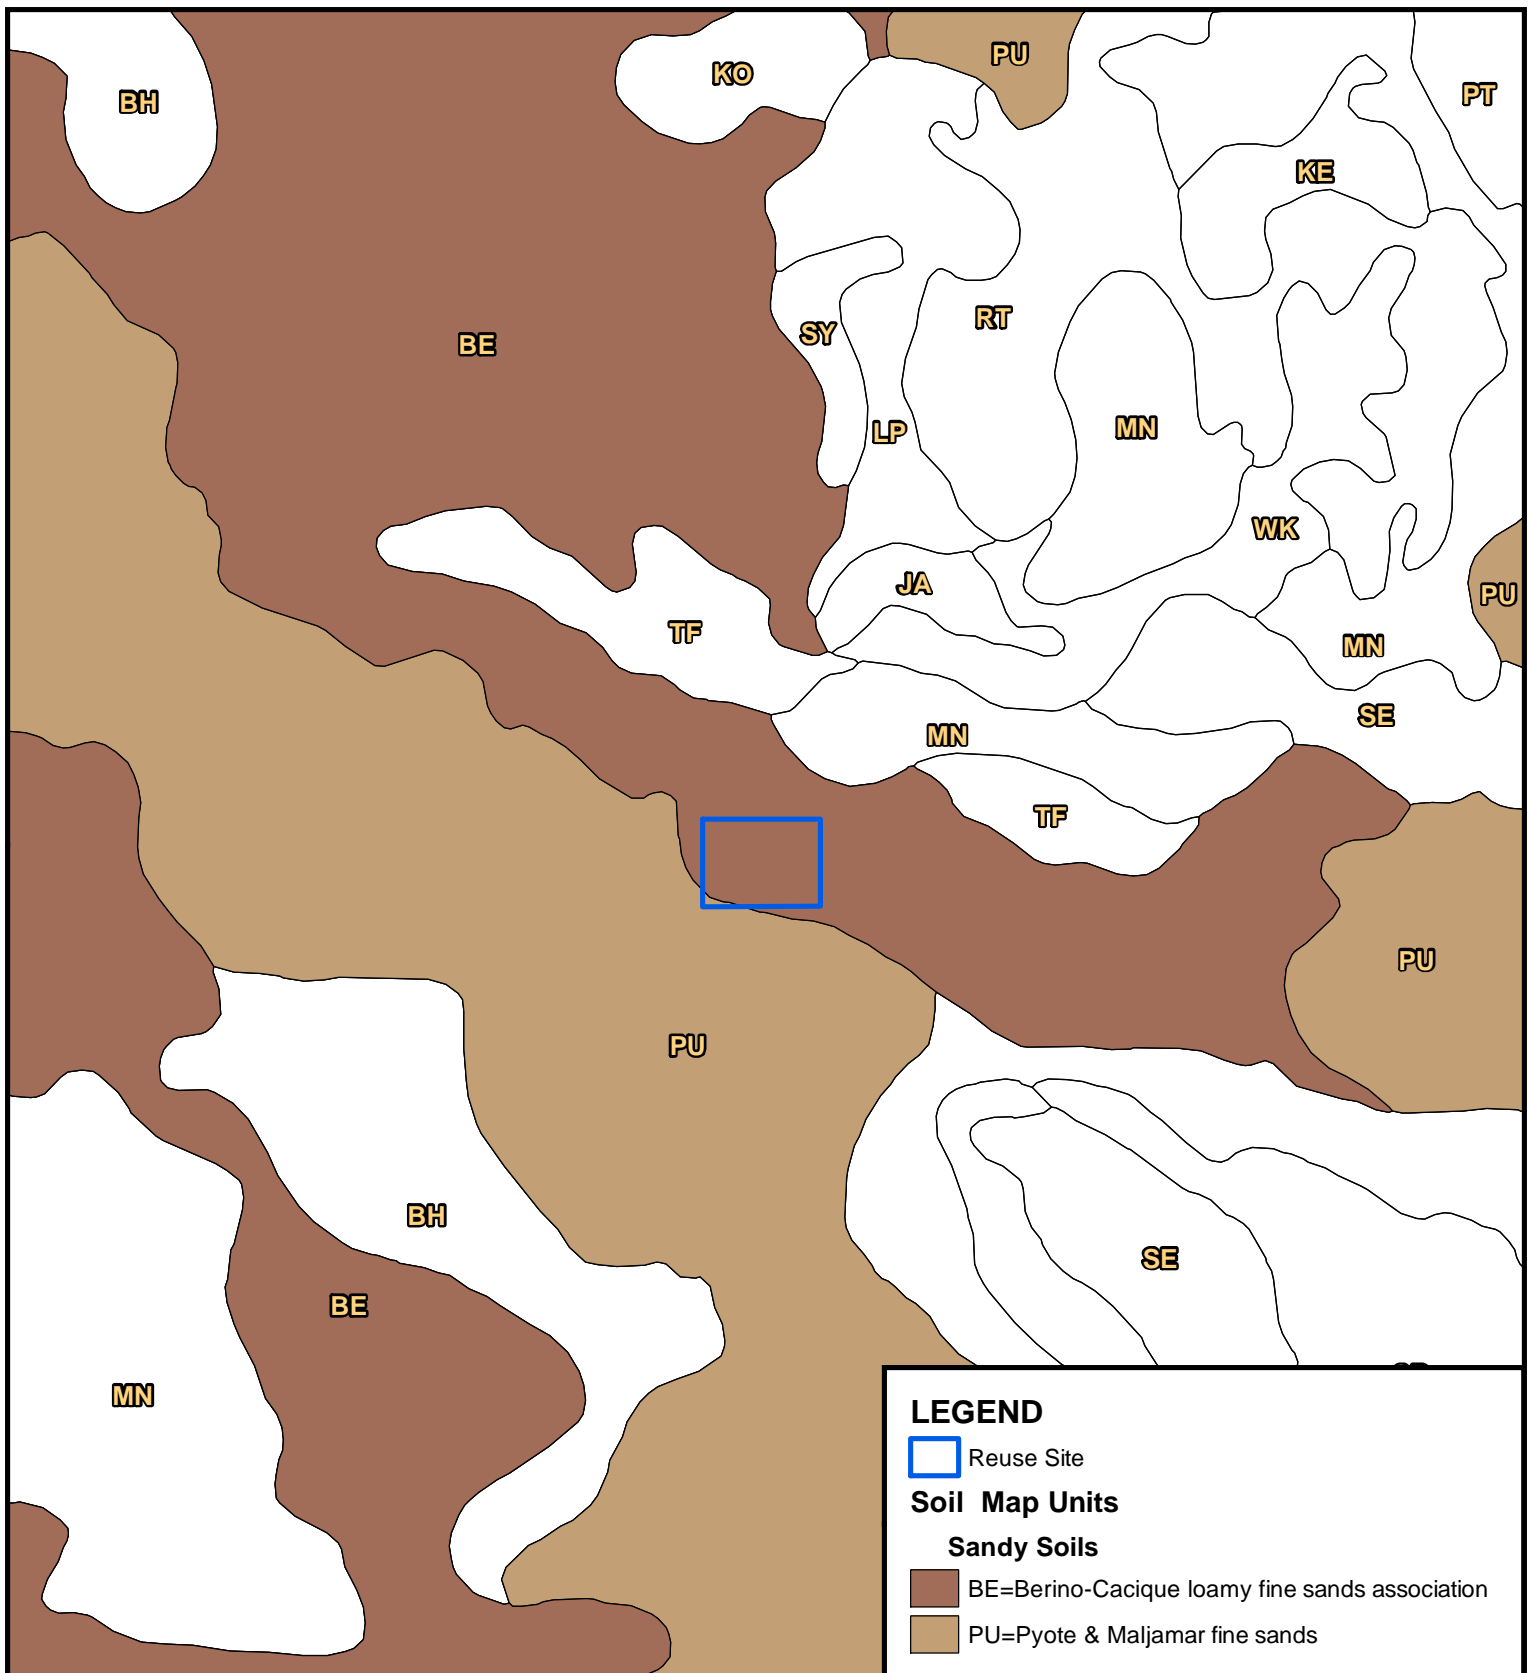 PU
KO
PT
BH
KE
RT
SY
BE
MN
LP
WK
JA
PU
TF
MN
SE
MN
TF
PU
PU
BH
SE
BE
MN
LEGEND
Reuse Site
Soil Map Units
Sandy Soils
BE=Berino-Cacique loamy fine sands association
PU=Pyote & Maljamar fine sands